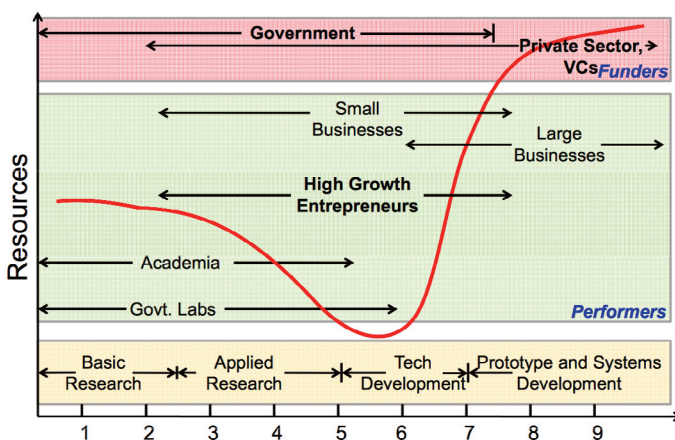 Government
Private Sector,
VCs
Funders
Small
Businesses
Large
Businesses
High Growth
Entrepreneurs
Academia
Govt. Labs
Performers
Resources
Basic
Research
Applied
Research
Tech
Development
Prototype and Systems
Development
1 2 3 4 5 6 7 8 9